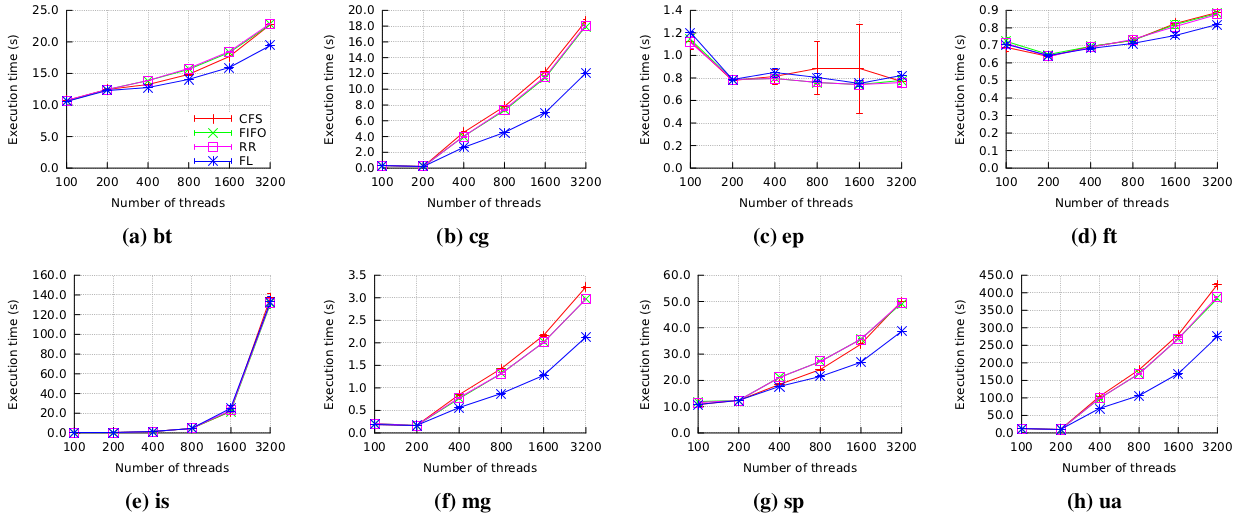 25.0
20.0
15.0
10.0
5.0
0.0
Execution time (s)
CFS
FIFO
RR
FL
100 200 400 800 1600 3200
Number of threads
(a) bt
20.0
18.0
16.0
14.0
12.0
10.0
8.0
6.0
4.0
2.0
0.0
Execution time (s)
100 200 400 800 1600 3200
Number of threads
(b) cg
1.4
1.2
1.0
0.8
0.6
0.4
0.2
0.0
Execution time (s)
100 200 400 800 1600 3200
Number of threads
(c) ep
0.9
0.8
0.7
0.6
0.5
0.4
0.3
0.2
0.1
0.0
Execution time (s)
100 200 400 800 1600 3200
Number of threads
(d) ft
160.0
140.0
120.0
100.0
80.0
60.0
40.0
20.0
0.0
Execution time (s)
100 200 400 800 1600 3200
Number of threads
(e) is
3.5
3.0
2.5
2.0
1.5
1.0
0.5
0.0
Execution time (s)
100 200 400 800 1600 3200
Number of threads
(f) mg
60.0
50.0
40.0
30.0
20.0
10.0
0.0
Execution time (s)
100 200 400 800 1600 3200
Number of threads
(g) sp
450.0
400.0
350.0
300.0
250.0
200.0
150.0
100.0
50.0
0.0
Execution time (s)
100 200 400 800 1600 3200
Number of threads
(h) ua